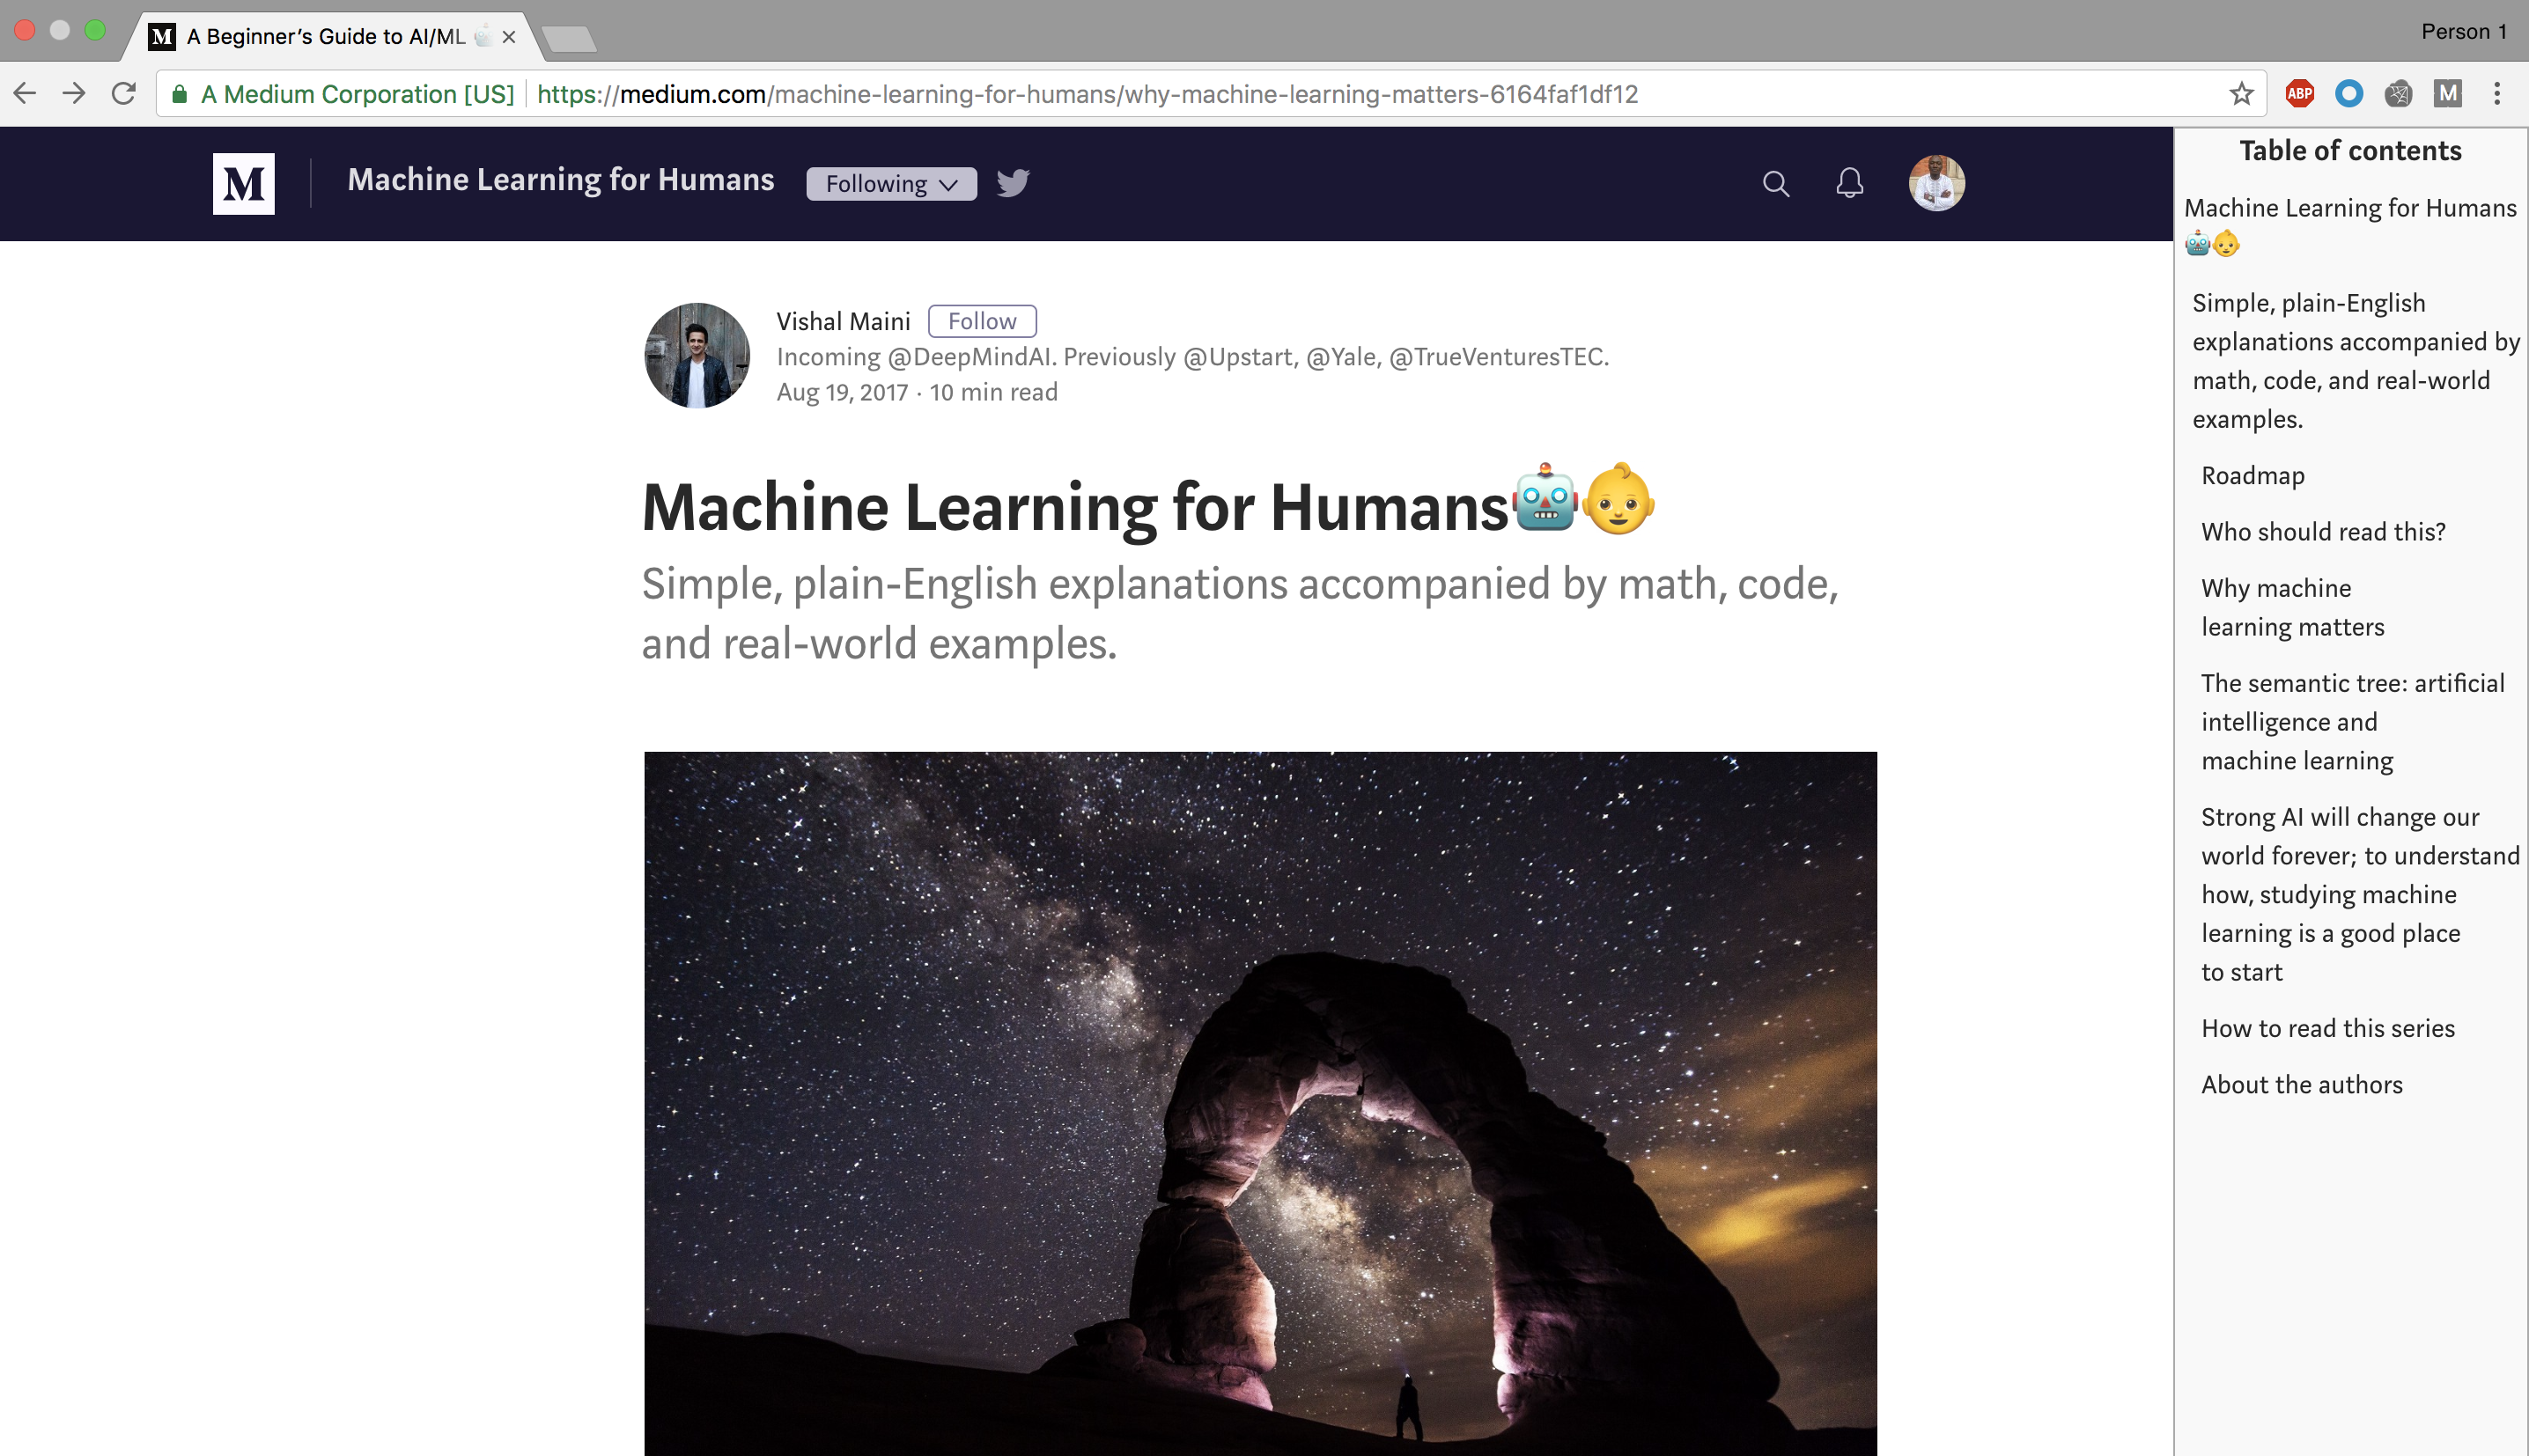 M A Beginner’s Guide to AI/ML 🤖
Person 1
A Medium Corporation [US] https://medium.com/machine-learning-for-humans/why-machine-learning-matters-6164faf1df12
ABP
M
M
Machine Learning for Humans
Following
Vishal Maini
Follow
Incoming @DeepMindAI. Previously @Upstart, @Yale, @TrueVenturesTEC.
Aug 19, 2017 · 10 min read
Machine Learning for Humans🤖👶
Simple, plain-English explanations accompanied by math, code,
and real-world examples.
Table of contents
Machine Learning for Humans
🤖👶
Simple, plain-English
explanations accompanied by
math, code, and real-world
examples.
Roadmap
Who should read this?
Why machine
learning matters
The semantic tree: artificial
intelligence and
machine learning
Strong AI will change our
world forever; to understand
how, studying machine
learning is a good place
to start
How to read this series
About the authors